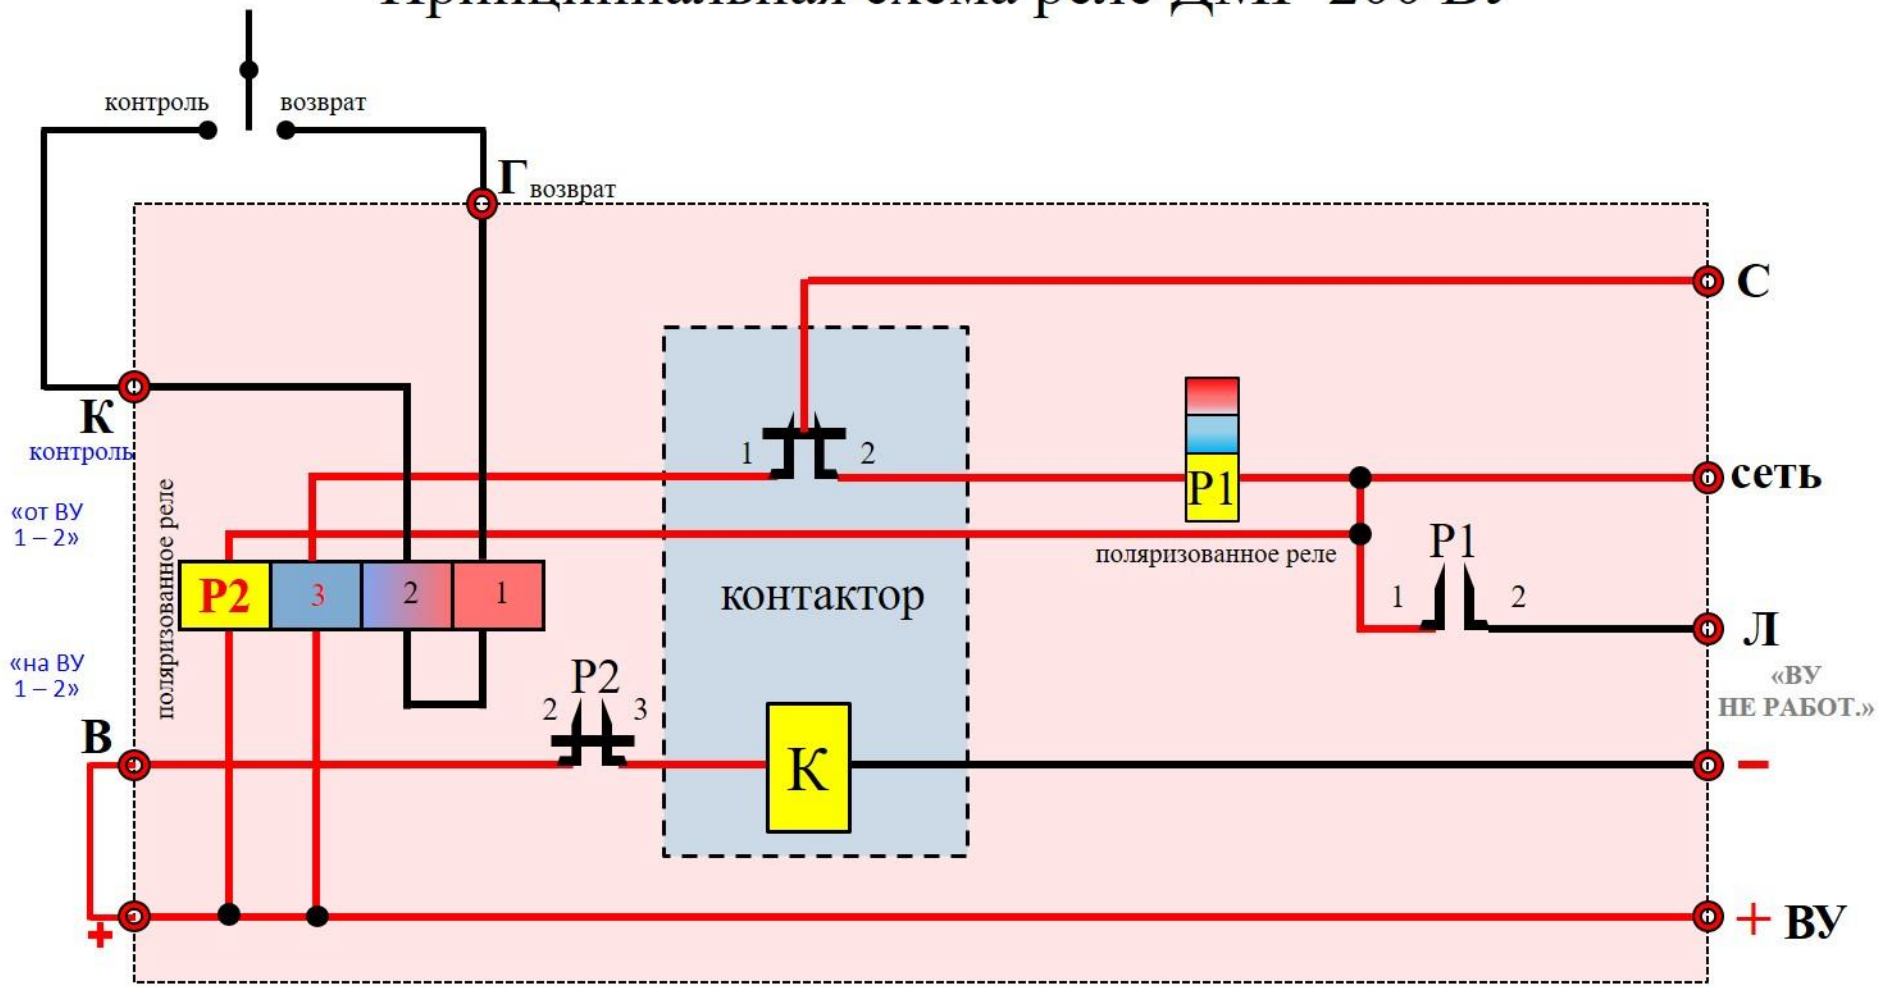 контроль
возврат
Г возврат
С
К
контроль
1
2
Р1
сеть
«от ВУ
1 – 2»
поляризованное реле
поляризованное реле
Р1
1
2
Р2
3
2
1
контактор
Л
«ВУ
НЕ РАБОТ.»
«на ВУ
1 – 2»
Р2
2
3
В
К
−
+
+ ВУ